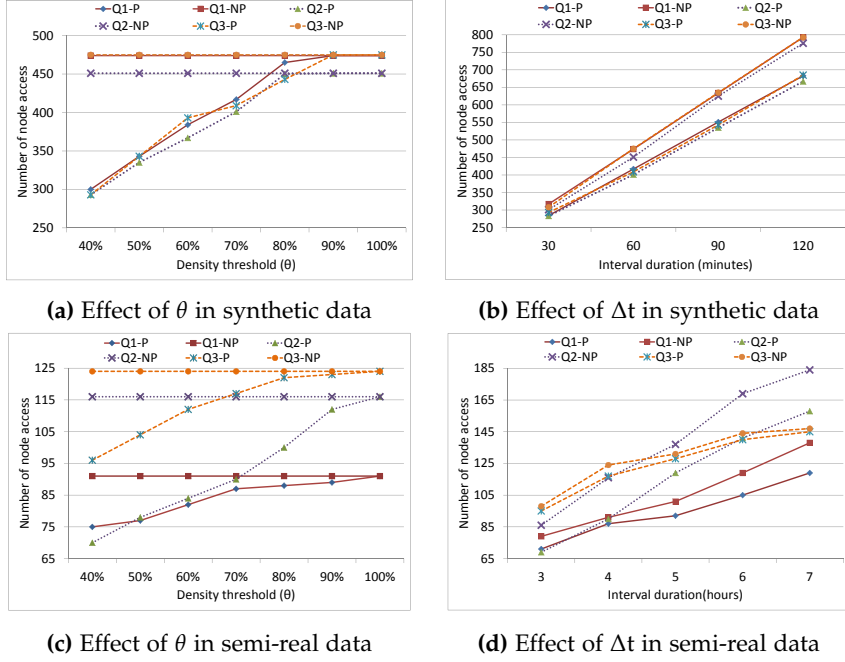 Q1-P Q1-NP Q2-P
Q2-NP Q3-P Q3-NP
500
450
400
350
300
250
Number of node access
40% 50% 60% 70% 80% 90% 100%
Density threshold (θ)
(a) Effect of θ in synthetic data
Q1-P Q1-NP Q2-P
Q2-NP Q3-P Q3-NP
800
750
700
650
600
550
500
450
400
350
300
250
Number of node access
30 60 90 120
Interval duration (minutes)
(b) Effect of Δt in synthetic data
Q1-P Q1-NP Q2-P
Q2-NP Q3-P Q3-NP
125
115
105
95
85
75
65
Number of node access
40% 50% 60% 70% 80% 90% 100%
Density threshold (θ)
(c) Effect of θ in semi-real data
Q1-P Q1-NP Q2-P
Q2-NP Q3-P Q3-NP
185
165
145
125
105
85
65
Number of node access
3 4 5 6 7
Interval duration(hours)
(d) Effect of Δt in semi-real data